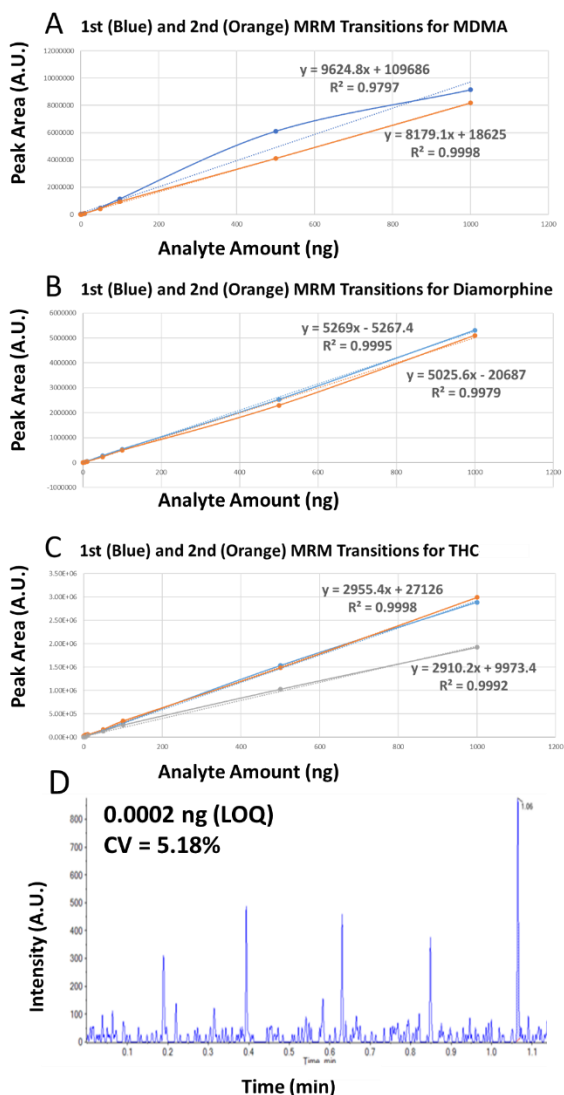 A
1st (Blue) and 2nd (Orange) MRM Transitions for MDMA
Peak Area (A.U.)
12000000
10000000
8000000
6000000
4000000
2000000
0
y = 9624.8x + 109686
R² = 0.9797
y = 8179.1x + 18625
R² = 0.9998
0 200 400 600 800 1000 1200
Analyte Amount (ng)
B
1st (Blue) and 2nd (Orange) MRM Transitions for Diamorphine
Peak Area (A.U.)
6000000
5000000
4000000
3000000
2000000
1000000
0
-1000000
y = 5269x - 5267.4
R² = 0.9995
y = 5025.6x - 20687
R² = 0.9979
0 200 400 600 800 1000 1200
Analyte Amount (ng)
C
1st (Blue) and 2nd (Orange) MRM Transitions for THC
Peak Area (A.U.)
3.50E+06
3.00E+06
2.50E+06
2.00E+06
1.50E+06
1.00E+06
5.00E+05
0.00E+00
y = 2955.4x + 27126
R² = 0.9998
y = 2910.2x + 9973.4
R² = 0.9992
0 200 400 600 800 1000 1200
Analyte Amount (ng)
D
0.0002 ng (LOQ)
CV = 5.18%
1.06
Intensity (A.U.)
800
700
600
500
400
300
200
100
0
0.1 0.2 0.3 0.4 0.5 0.6 0.7 0.8 0.9 1.0 1.1
Time, min
Time (min)